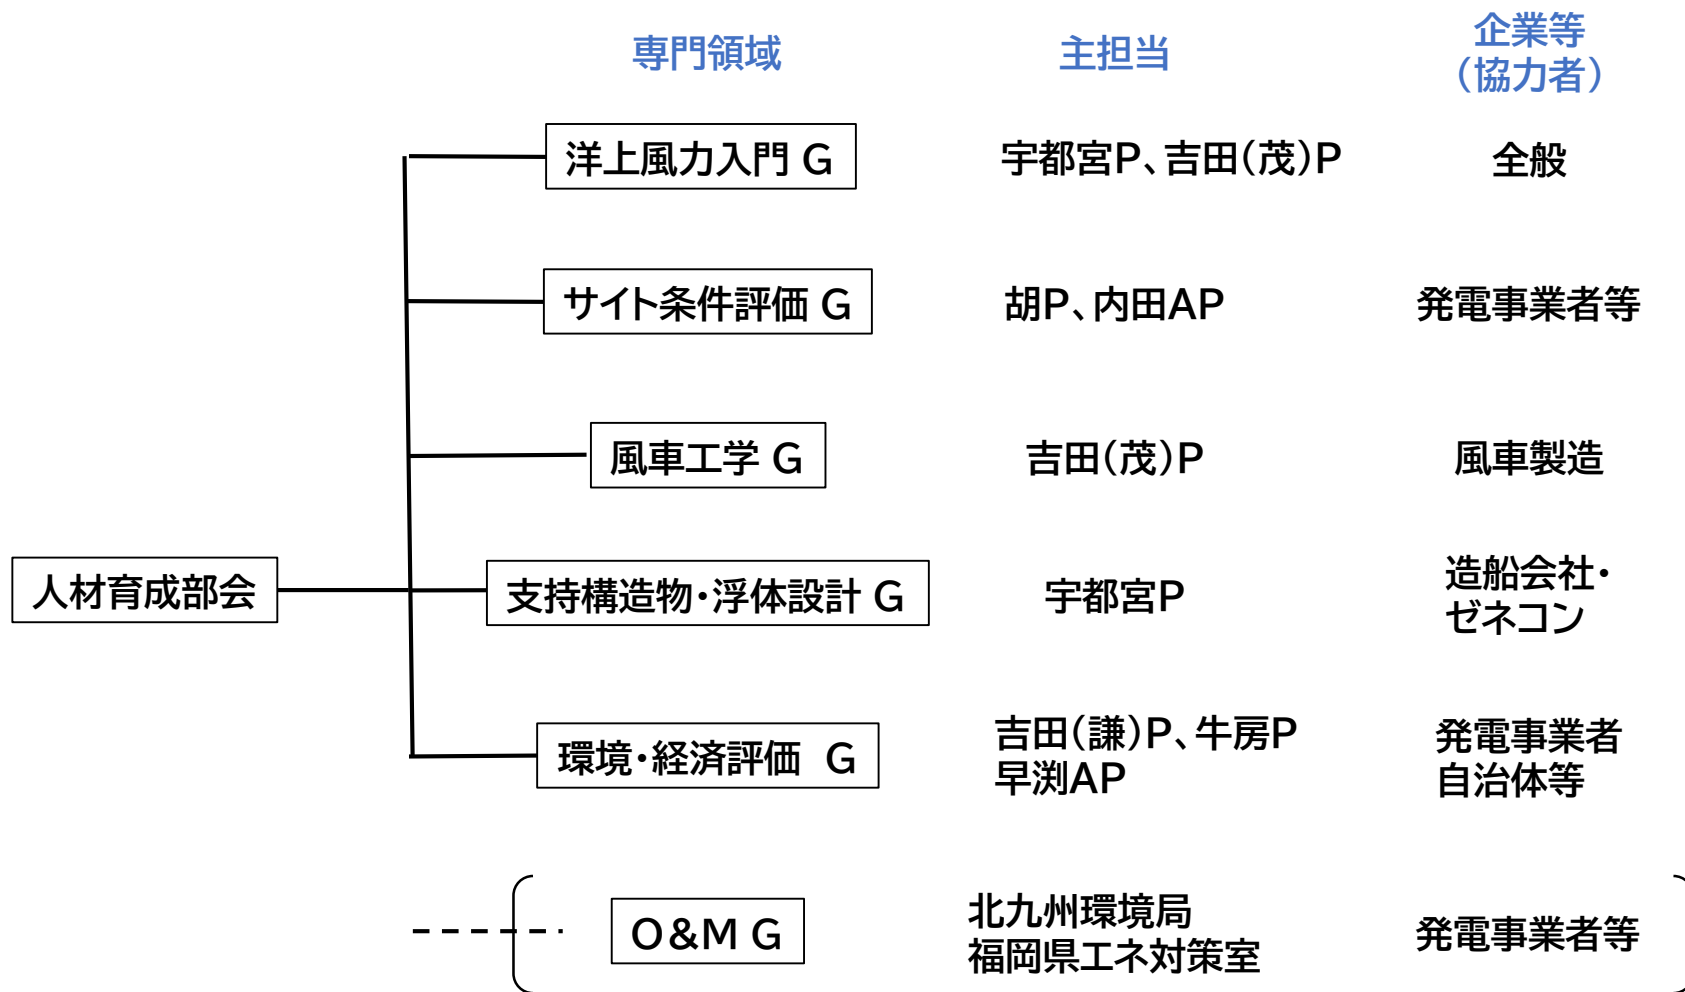 専門領域
主担当
企業等
（協力者）
洋上風力入門 G
宇都宮P、吉田（茂）P
全般
サイト条件評価 G
胡P、内田AP
発電事業者等
風車工学 G
吉田（茂）P
風車製造
人材育成部会
支持構造物・浮体設計 G
宇都宮P
造船会社・
ゼネコン
環境・経済評価 G
吉田（謙）P、牛房P
早渕AP
発電事業者
自治体等
O&M G
北九州環境局
福岡県エネ対策室
発電事業者等